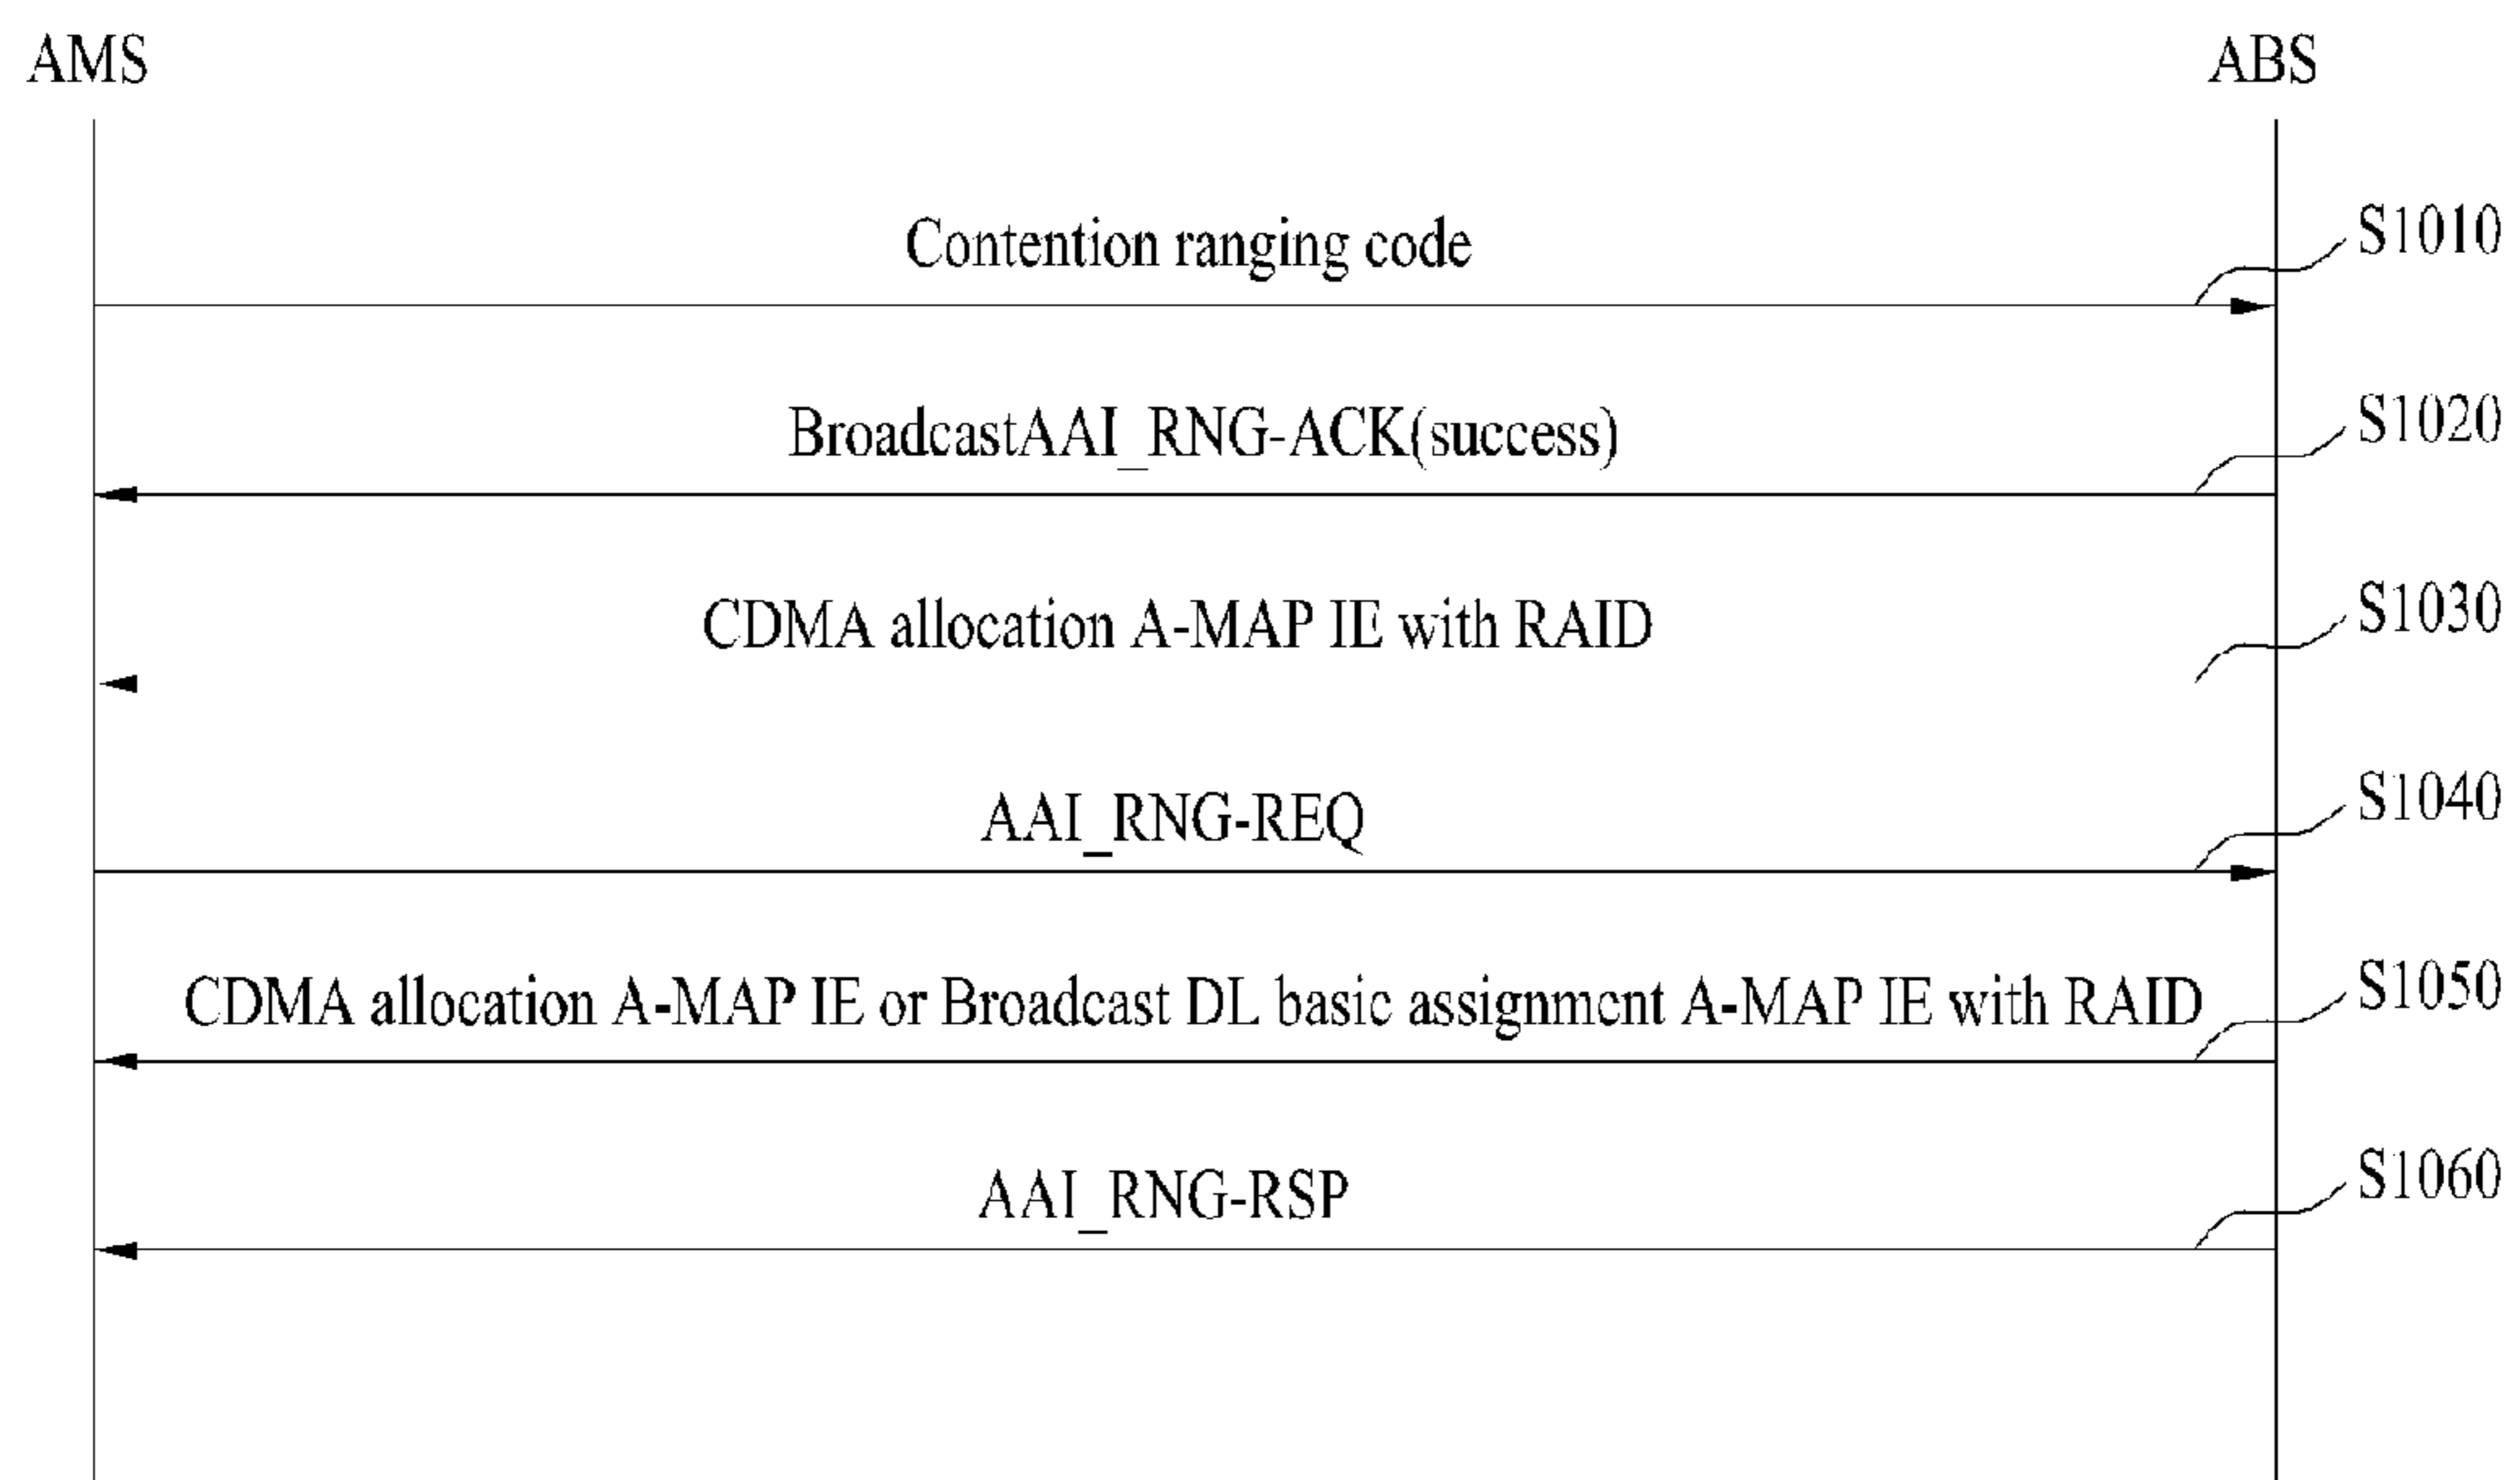 AMS
ABS
Contention ranging code
S1010
BroadcastAAI_RNG-ACK(success)
S1020
CDMA allocation A-MAP IE with RAID
S1030
AAI_RNG-REQ
S1040
CDMA allocation A-MAP IE or Broadcast DL basic assignment A-MAP IE with RAID
S1050
AAI_RNG-RSP
S1060